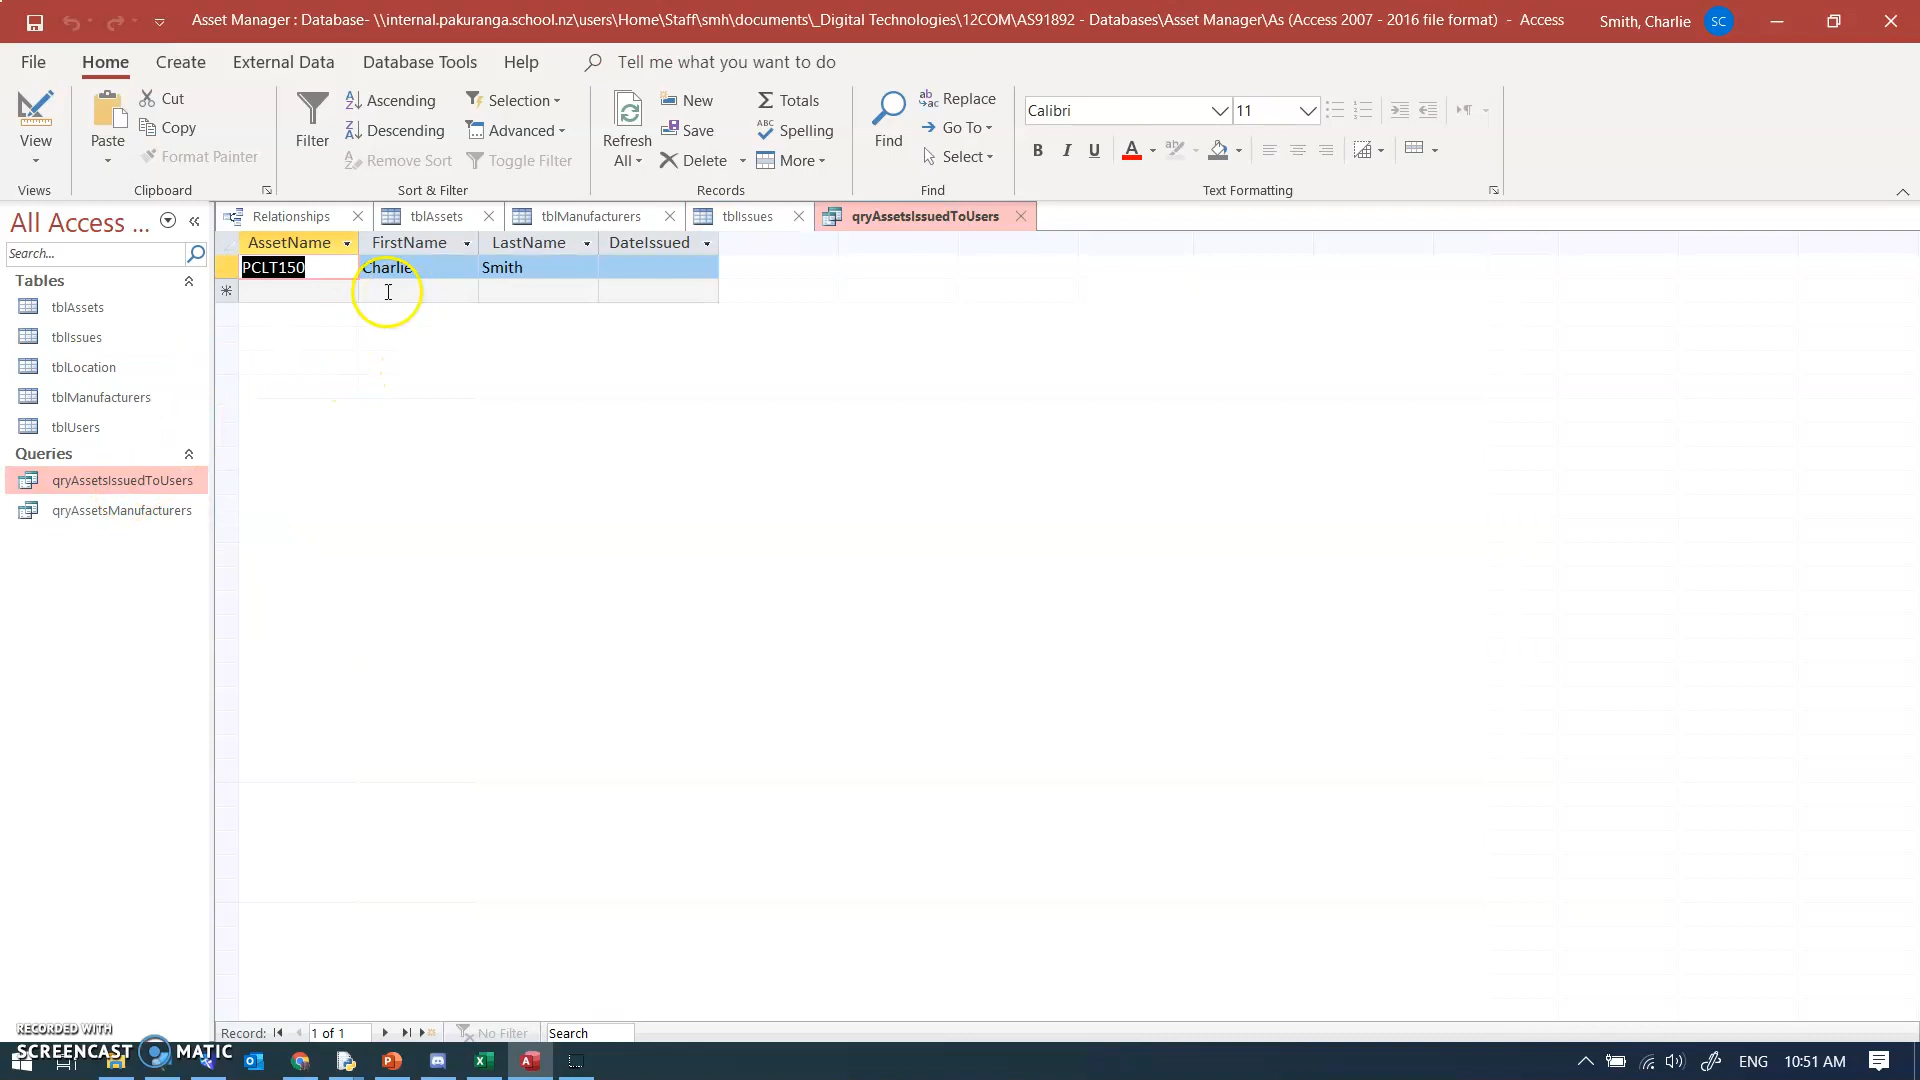 Asset Manager : Database- \\internal.pakuranga.school.nz\users\Home\Staff\smh\documents\_Digital Technologies\12COM\AS91892 - Databases\Asset Manager\As (Access 2007 - 2016 file format) - Access
Smith, Charlie SC
File Home Create External Data Database Tools Help Tell me what you want to do
View
Views
Paste
Cut
Copy
Format Painter
Clipboard
Filter
Ascending
Descending
Remove Sort
Selection
Advanced
Toggle Filter
Sort & Filter
Refresh
All
New
Save
Delete
Totals
Spelling
More
Records
Find
Replace
Go To
Select
Find
Calibri 11
B I U A
Text Formatting
All Access ...
Search...
Tables
tblAssets
tblIssues
tblLocation
tblManufacturers
tblUsers
Queries
qryAssetsIssuedToUsers
qryAssetsManufacturers
Relationships tblAssets tblManufacturers tblIssues qryAssetsIssuedToUsers
AssetName FirstName LastName DateIssued
PCLT150 Charlie Smith
Record: 1 of 1 No Filter Search
RECORDED WITH
SCREENCAST MATIC
ENG 10:51 AM